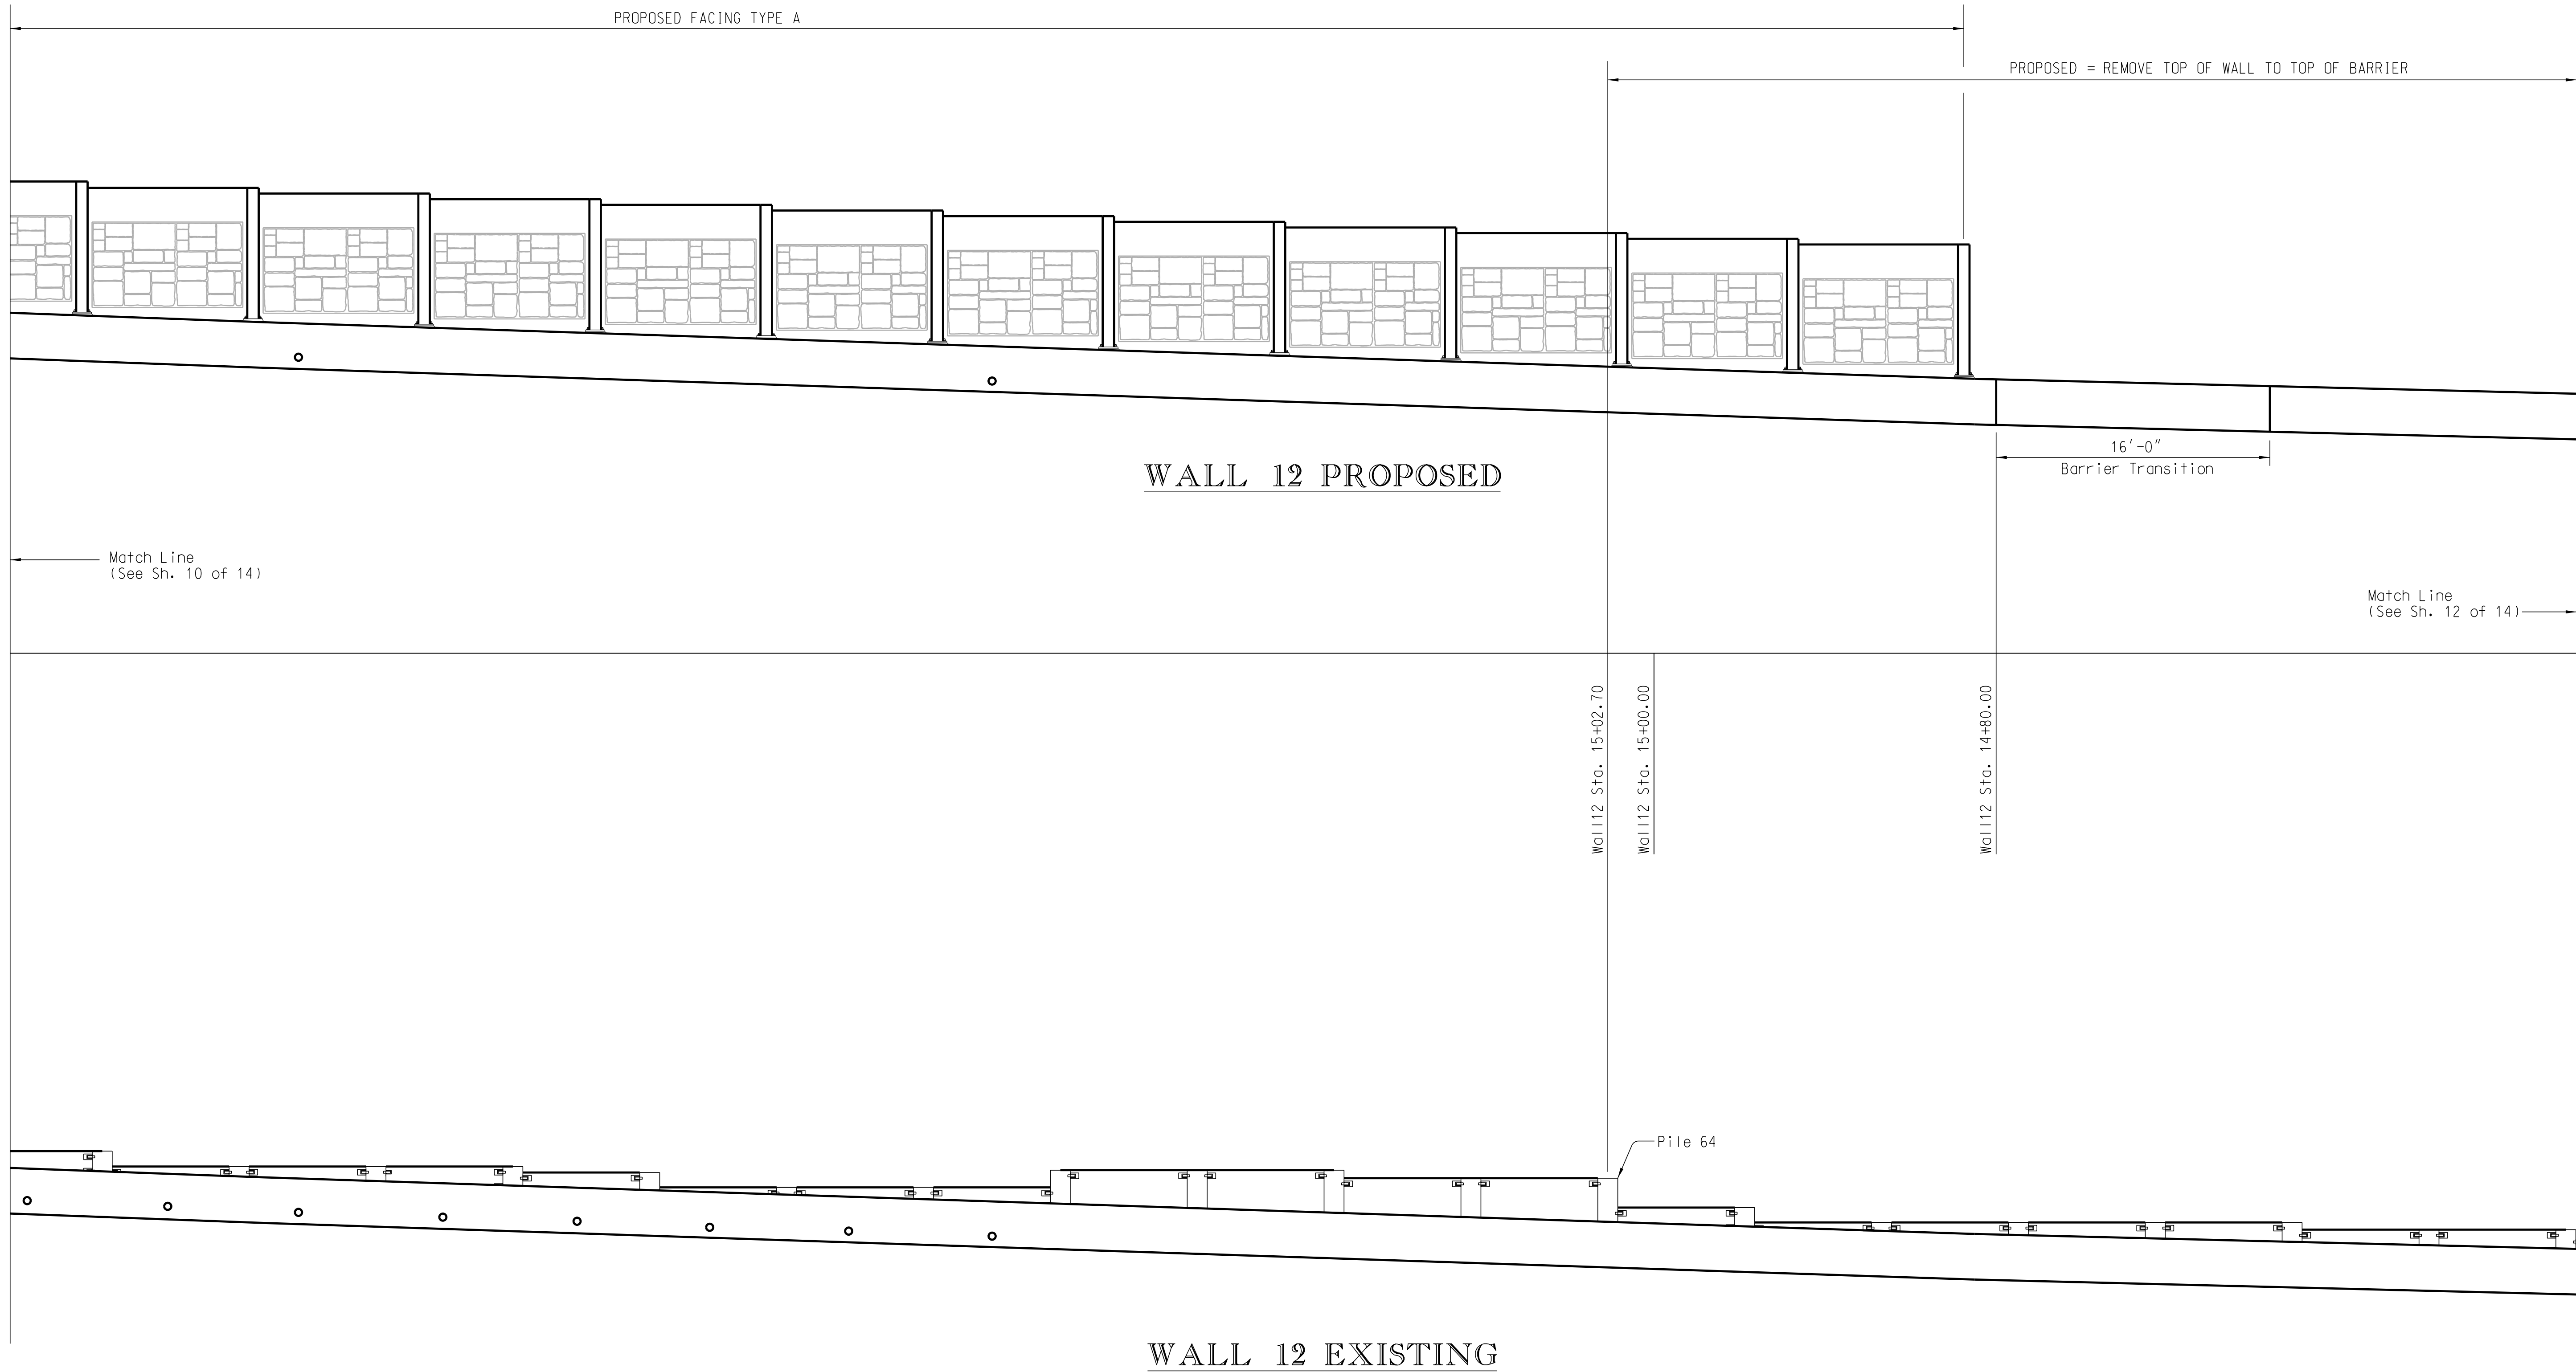 PROPOSED FACING TYPE A
PROPOSED = REMOVE TOP OF WALL TO TOP OF BARRIER
16'-0"
Barrier Transition
WALL 12 PROPOSED
Match Line
(See Sh. 10 of 14)
Match Line
(See Sh. 12 of 14)
Wall12 Sta. 15+02.70
Wall12 Sta. 15+00.00
Wall12 Sta. 14+80.00
Pile 64
WALL 12 EXISTING